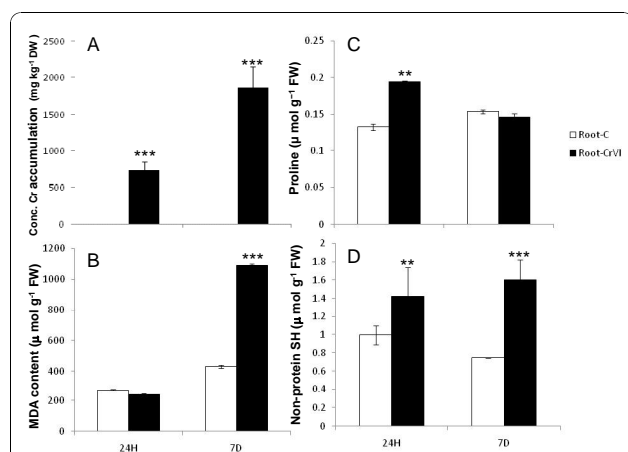 A
Conc. Cr accumulation (mg kg⁻¹ DW)
2500
2000
1500
1000
500
0
***
***
C
Proline (μ mol g⁻¹ FW)
0.25
0.2
0.15
0.1
0.05
0
**
Root-C
Root-CrVI
B
MDA content (μ mol g⁻¹ FW)
1200
1000
800
600
400
200
0
***
24H
7D
D
Non-protein SH (μ mol g⁻¹ FW)
2
1.8
1.6
1.4
1.2
1
0.8
0.6
0.4
0.2
0
**
***
24H
7D